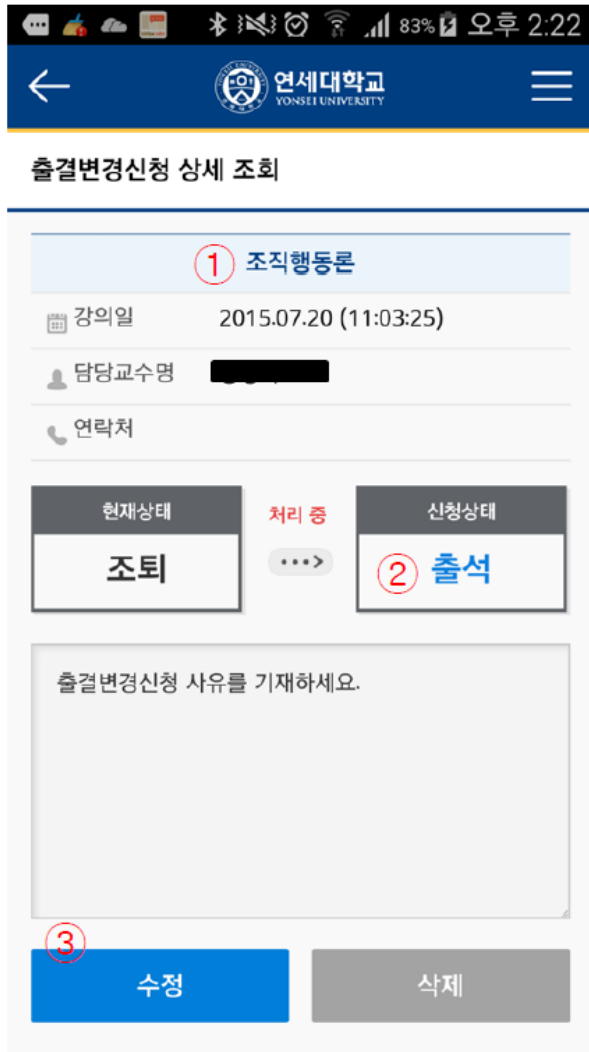 83% 오후 2:22
연세대학교
YONSEI UNIVERSITY
출결변경신청 상세 조회
① 조직행동론
강의일 2015.07.20 (11:03:25)
담당교수명
연락처
현재상태 처리 중 신청상태
조퇴 ② 출석
출결변경신청 사유를 기재하세요.
③
수정 삭제